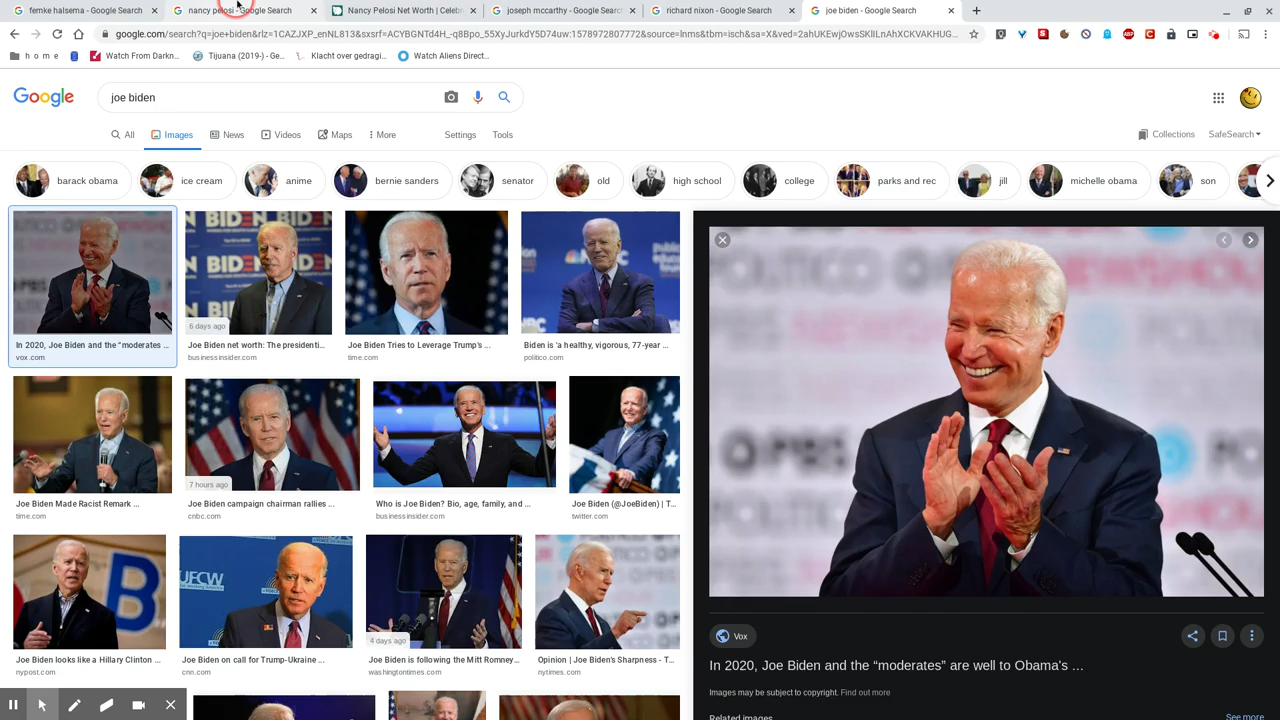 femke halsema - Google Search
nancy pelosi - Google Search
Nancy Pelosi Net Worth | Celebr
joseph mccarthy - Google Search
richard nixon - Google Search
joe biden - Google Search
google.com/search?q=joe+biden&rlz=1CAZJXP_enNL813&sxsrf=ACYBGNTd4H_-q8Bpo_55XyJurkdY5D74uw:1578972807772&source=lnms&tbm=isch&sa=X&ved=2ahUKEwjOwsSKlILnAhXCKVAKHUG...
h o m e
Watch From Darkn...
Tijuana (2019-) - Ge...
Klacht over gedragi...
Watch Aliens Direct...
Google
joe biden
All
Images
News
Videos
Maps
More
Settings
Tools
Collections
SafeSearch
barack obama
ice cream
anime
bernie sanders
senator
old
high school
college
parks and rec
jill
michelle obama
son
6 days ago
In 2020, Joe Biden and the “moderates ...
vox.com
Joe Biden net worth: The presidenti...
businessinsider.com
Joe Biden Tries to Leverage Trump's ...
time.com
Biden is 'a healthy, vigorous, 77-year ...
politico.com
7 hours ago
Joe Biden Made Racist Remark ...
time.com
Joe Biden campaign chairman rallies ...
cnbc.com
Who is Joe Biden? Bio, age, family, and ...
businessinsider.com
Joe Biden (@JoeBiden) | T...
twitter.com
UFCW
4 days ago
Joe Biden looks like a Hillary Clinton ...
nypost.com
Joe Biden on call for Trump-Ukraine ...
cnn.com
Joe Biden is following the Mitt Romney...
washingtontimes.com
Opinion | Joe Biden's Sharpness - T...
nytimes.com
Vox
In 2020, Joe Biden and the “moderates” are well to Obama's ...
Images may be subject to copyright. Find out more
Related images
See more